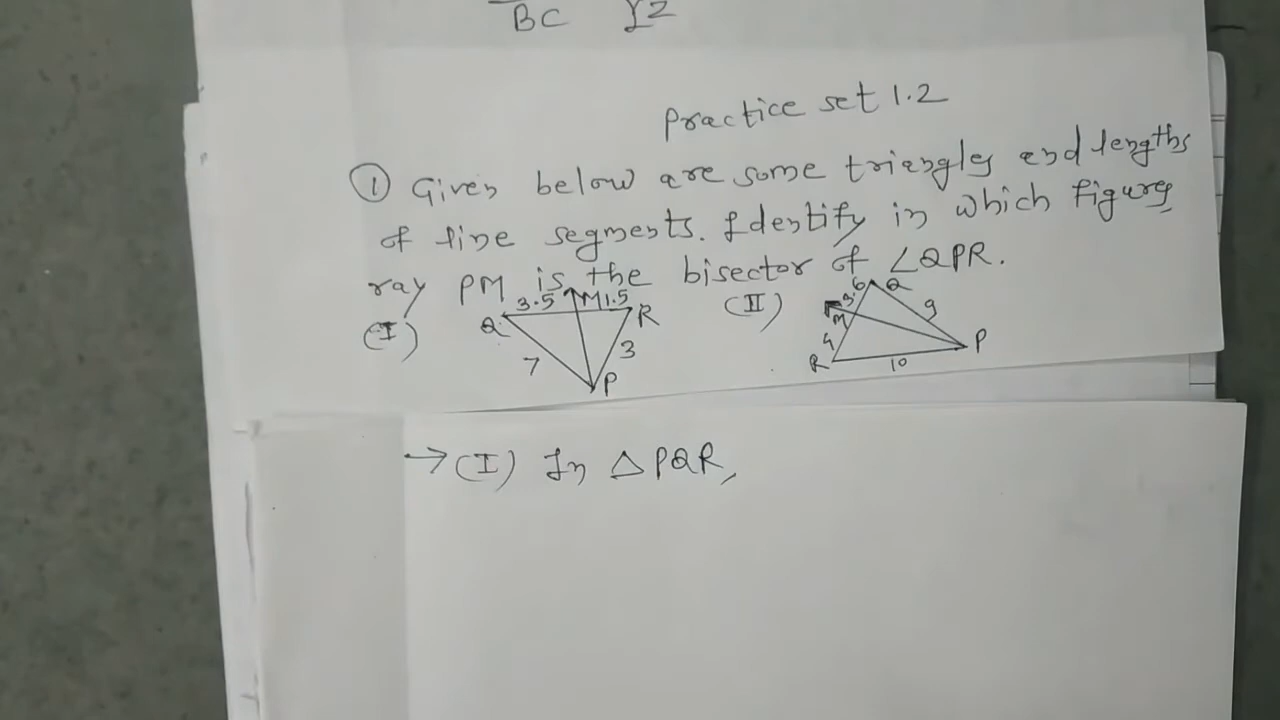 BC YZ
Practice set 1.2
① Given below are some triangles and lengths
of line segments. Identify in which figures
ray PM is the bisector of ∠QPR.
(I) Q 3.5 M 1.5 R 7 3 P
(II) 6 Q 3. M 9 4 R 10 P
→ (I) In △PQR,